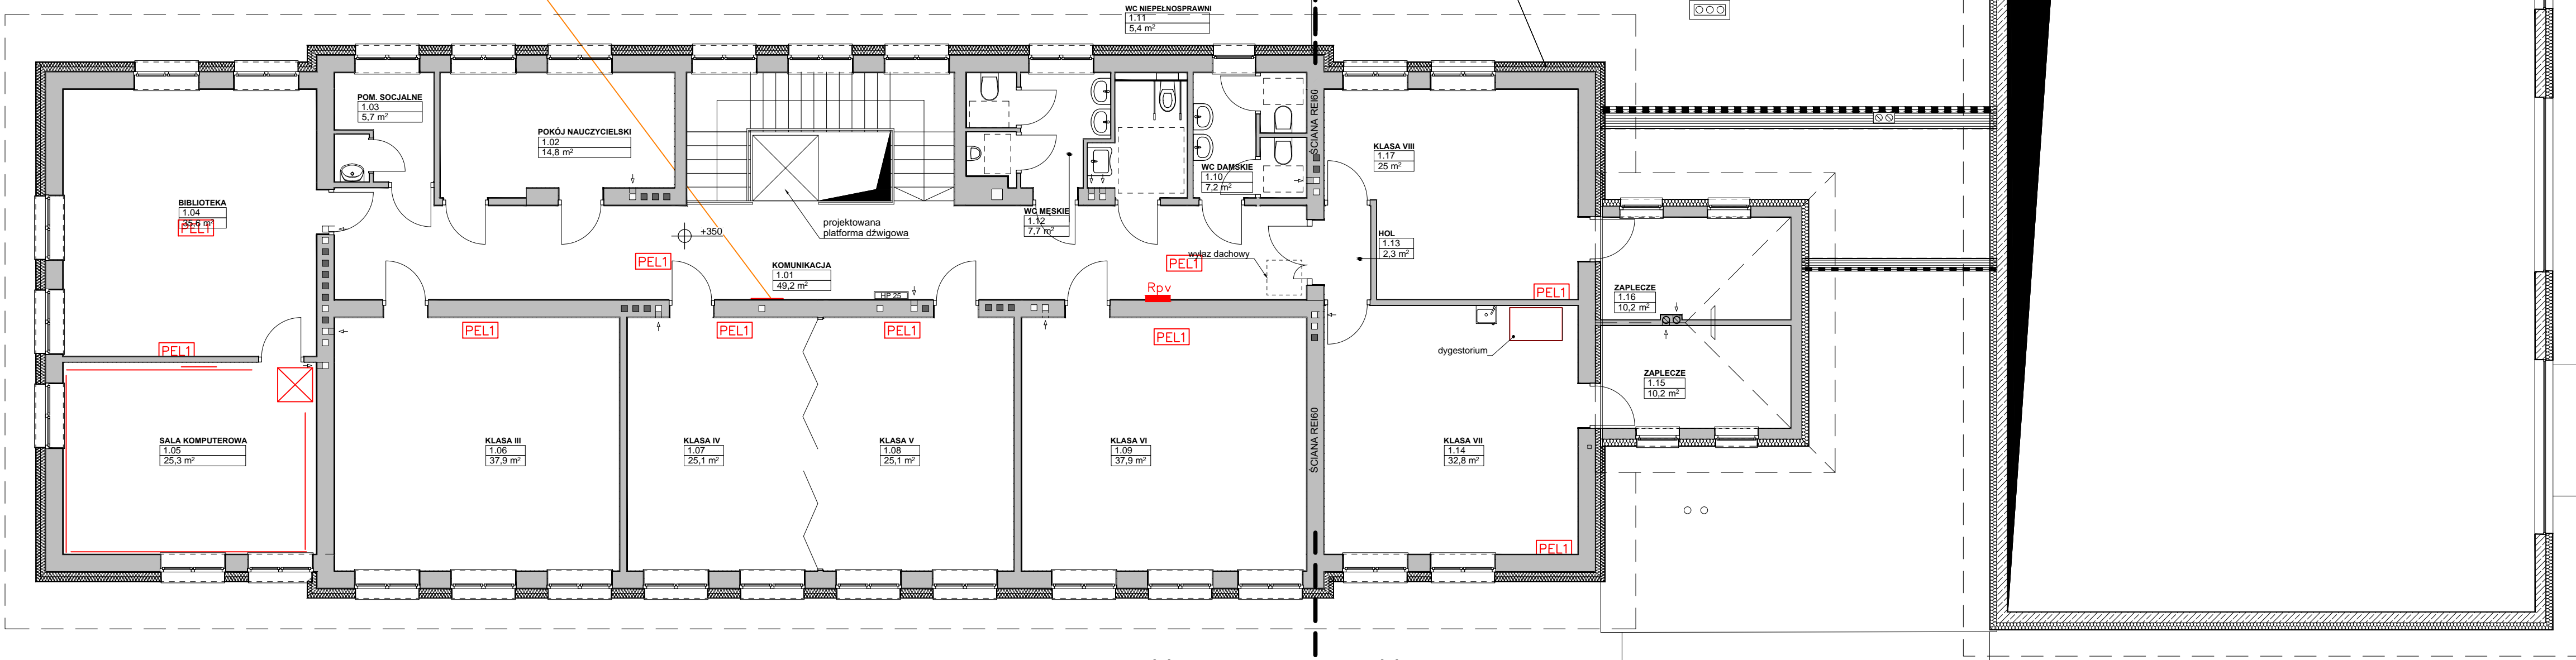 WC NIEPEŁNOSPRAWNI
1.11
5,4 m²
POM. SOCJALNE
1.03
5,7 m²
POKÓJ NAUCZYCIELSKI
1.02
14,8 m²
BIBLIOTEKA
1.04
35,6 m²
PEL1
projektowana
platforma dźwigowa
+350
PEL1
KOMUNIKACJA
1.01
49,2 m²
HP 25
WC MĘSKIE
1.12
7,7 m²
WC DAMSKIE
1.10
7,2 m²
PEL1
wyłaz dachowy
Rpv
ŚCIANA REI60
KLASA VIII
1.17
25 m²
HOL
1.13
2,3 m²
PEL1
ZAPLECZE
1.16
10,2 m²
ZAPLECZE
1.15
10,2 m²
dygestorium
PEL1
PEL1
PEL1
PEL1
PEL1
SALA KOMPUTEROWA
1.05
25,3 m²
KLASA III
1.06
37,9 m²
KLASA IV
1.07
25,1 m²
KLASA V
1.08
25,1 m²
KLASA VI
1.09
37,9 m²
ŚCIANA REI60
KLASA VII
1.14
32,8 m²
PEL1